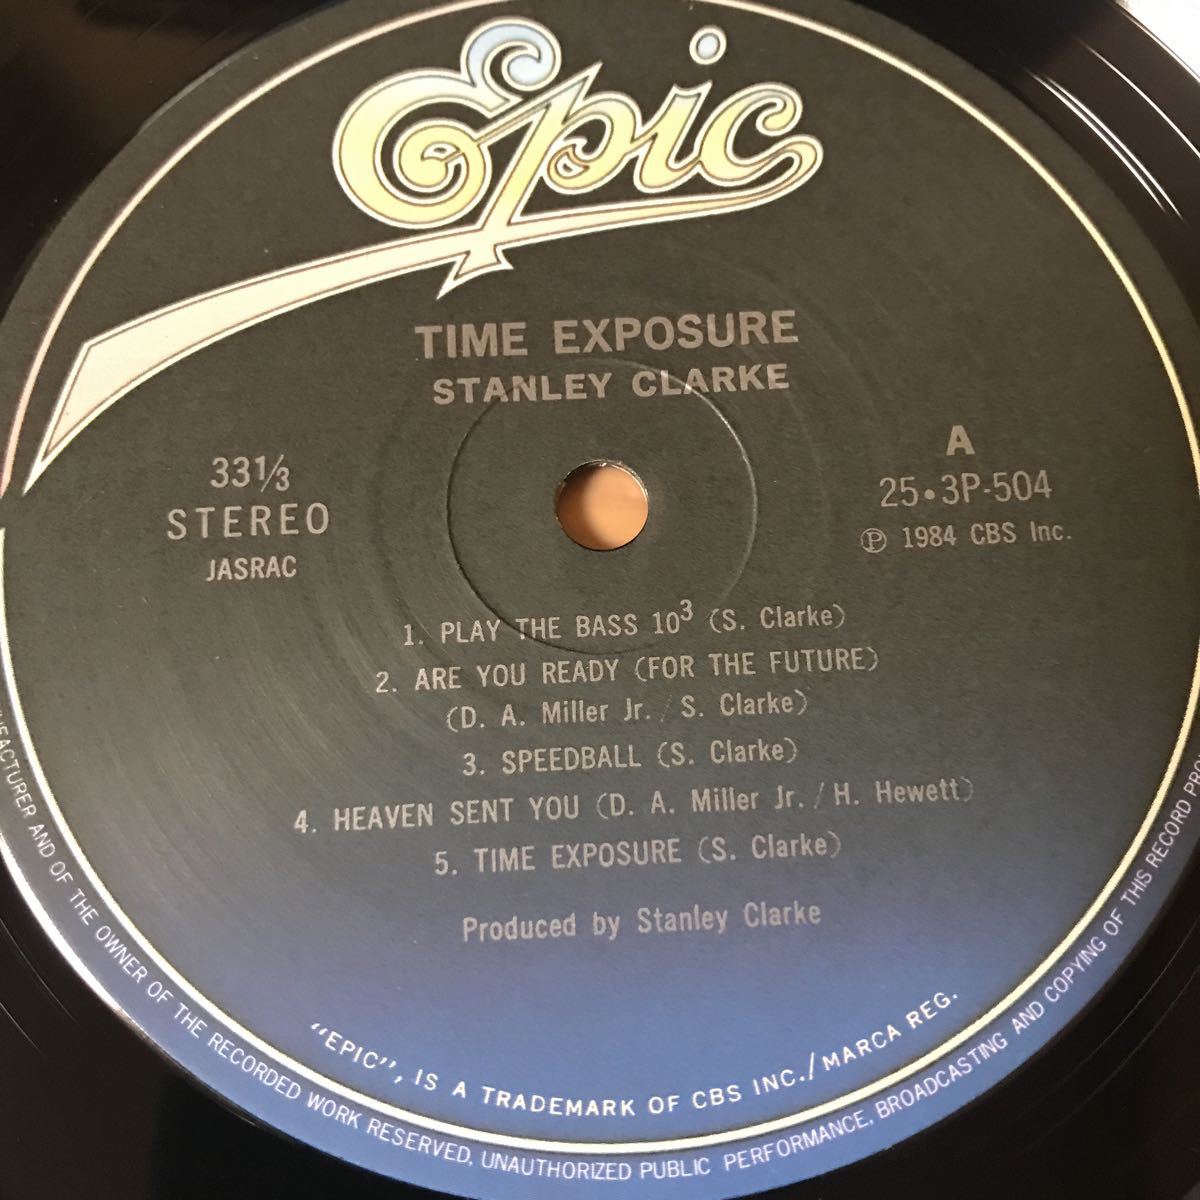 Epic
TIME EXPOSURE
STANLEY CLARKE
33 1/3
STEREO
JASRAC
A
25•3P-504
Ⓟ 1984 CBS Inc.
1. PLAY THE BASS 10³ (S. Clarke)
2. ARE YOU READY (FOR THE FUTURE)
(D. A. Miller Jr. / S. Clarke)
3. SPEEDBALL (S. Clarke)
4. HEAVEN SENT YOU (D. A. Miller Jr. / H. Hewett)
5. TIME EXPOSURE (S. Clarke)
Produced by Stanley Clarke
"EPIC", IS A TRADEMARK OF CBS INC./MARCA REG.
AND OF THE OWNER OF THE RECORDED WORK RESERVED. UNAUTHORIZED PUBLIC PERFORMANCE, BROADCASTING AND COPYING OF THIS RECORD